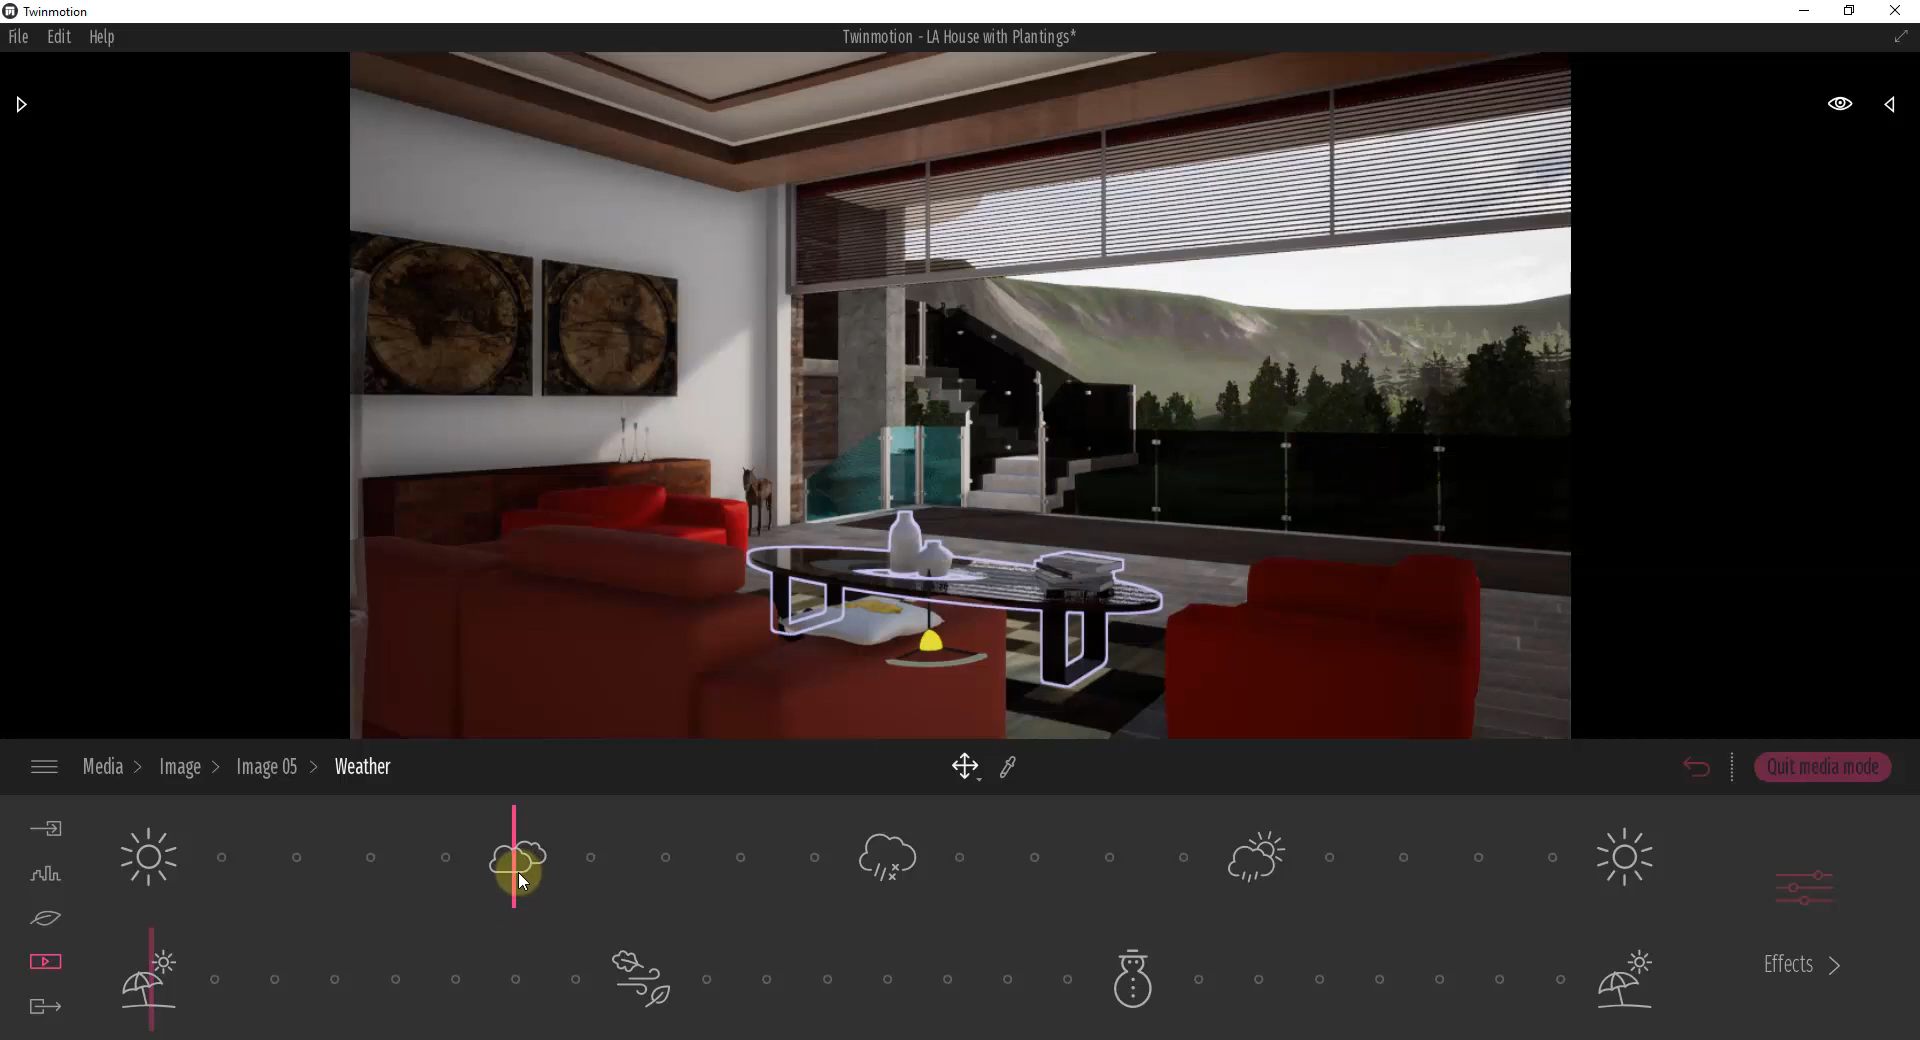 Twinmotion
File Edit Help
Twinmotion - LA House with Plantings*
Media > Image > Image 05 > Weather
Quit media mode
Effects >